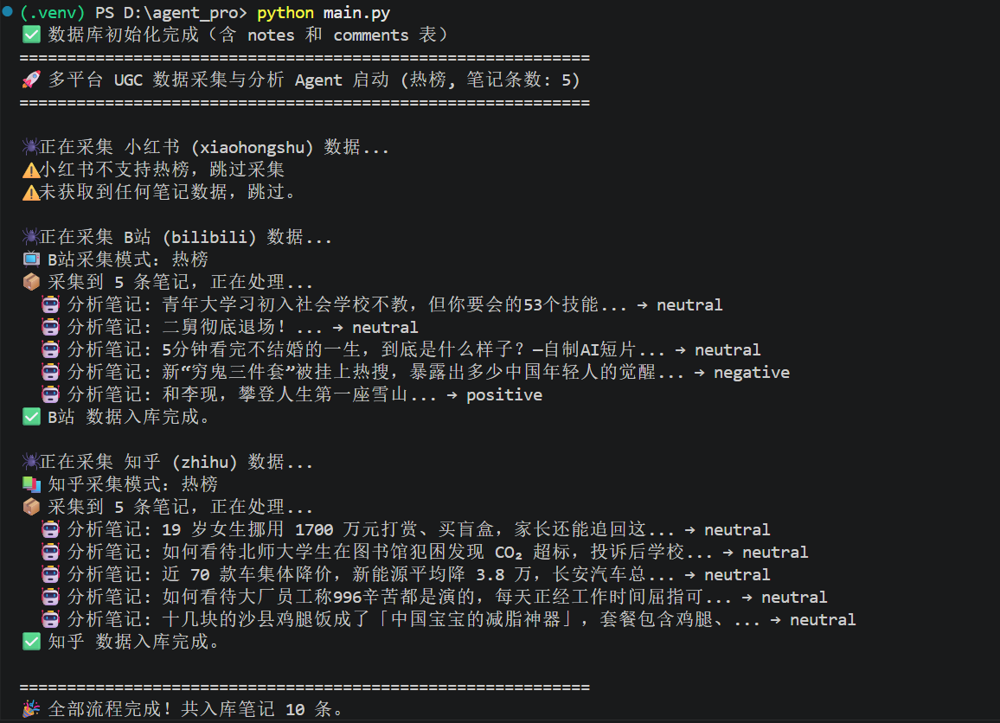 (.venv) PS D:\agent_pro> python main.py
✅ 数据库初始化完成（含 notes 和 comments 表）
============================================================
🚀 多平台 UGC 数据采集与分析 Agent 启动 (热榜, 笔记条数: 5)
============================================================
🕷️正在采集 小红书 (xiaohongshu) 数据...
⚠️小红书不支持热榜，跳过采集
⚠️未获取到任何笔记数据，跳过。
🕷️正在采集 B站 (bilibili) 数据...
📺 B站采集模式: 热榜
📦 采集到 5 条笔记，正在处理...
🤖 分析笔记: 青年大学习初入社会学校不教，但你要会的53个技能... → neutral
🤖 分析笔记: 二舅彻底退场！... → neutral
🤖 分析笔记: 5分钟看完不结婚的一生，到底是什么样子？—自制AI短片... → neutral
🤖 分析笔记: 新“穷鬼三件套”被挂上热搜，暴露出多少中国年轻人的觉醒... → negative
🤖 分析笔记: 和李现，攀登人生第一座雪山... → positive
✅ B站 数据入库完成。
🕷️正在采集 知乎 (zhihu) 数据...
📚 知乎采集模式: 热榜
📦 采集到 5 条笔记，正在处理...
🤖 分析笔记: 19 岁女生挪用 1700 万元打赏、买盲盒，家长还能追回这... → neutral
🤖 分析笔记: 如何看待北师大学生在图书馆犯困发现 CO₂ 超标，投诉后学校... → neutral
🤖 分析笔记: 近 70 款车集体降价，新能源平均降 3.8 万，长安汽车总... → neutral
🤖 分析笔记: 如何看待大厂员工称996辛苦都是演的，每天正经工作时间屈指可... → neutral
🤖 分析笔记: 十几块的沙县鸡腿饭成了「中国宝宝的减脂神器」，套餐包含鸡腿、... → neutral
✅ 知乎 数据入库完成。
============================================================
🎉 全部流程完成！共入库笔记 10 条。